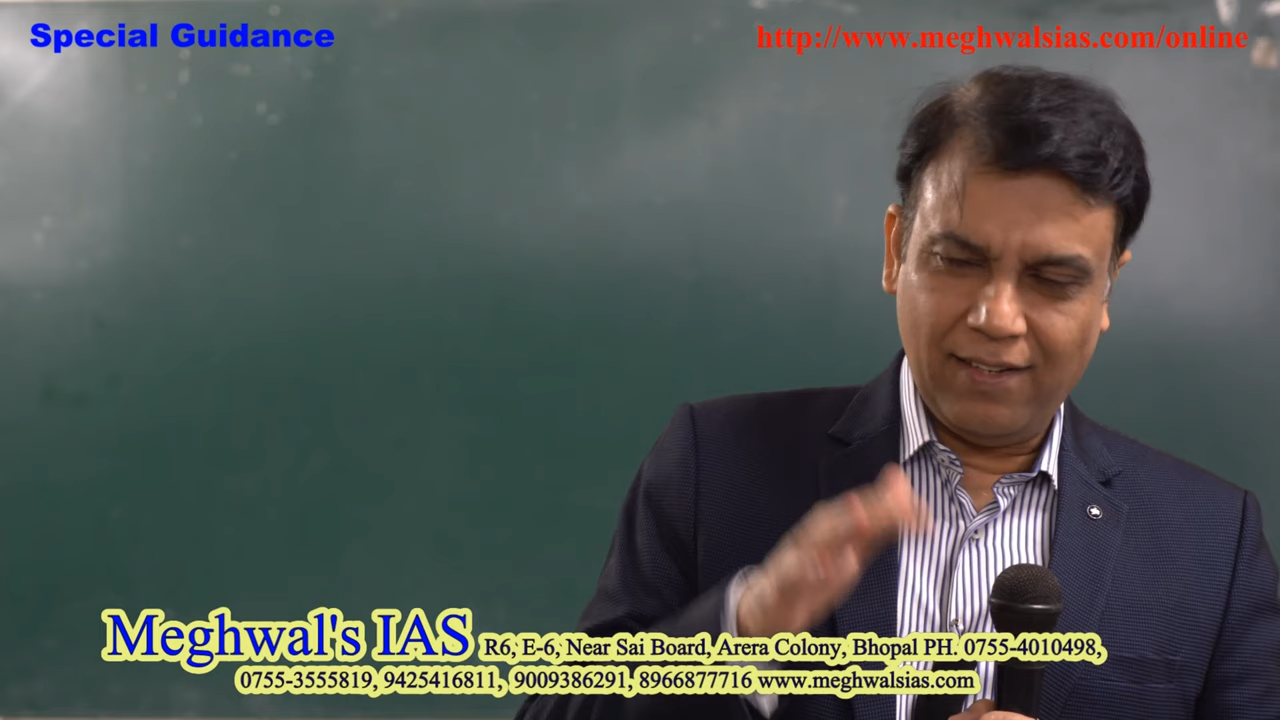 Special Guidance
http://www.meghwalsias.com/online
Meghwal's IAS R6, E-6, Near Sai Board, Arera Colony, Bhopal PH. 0755-4010498,
0755-3555819, 9425416811, 9009386291, 8966877716 www.meghwalsias.com